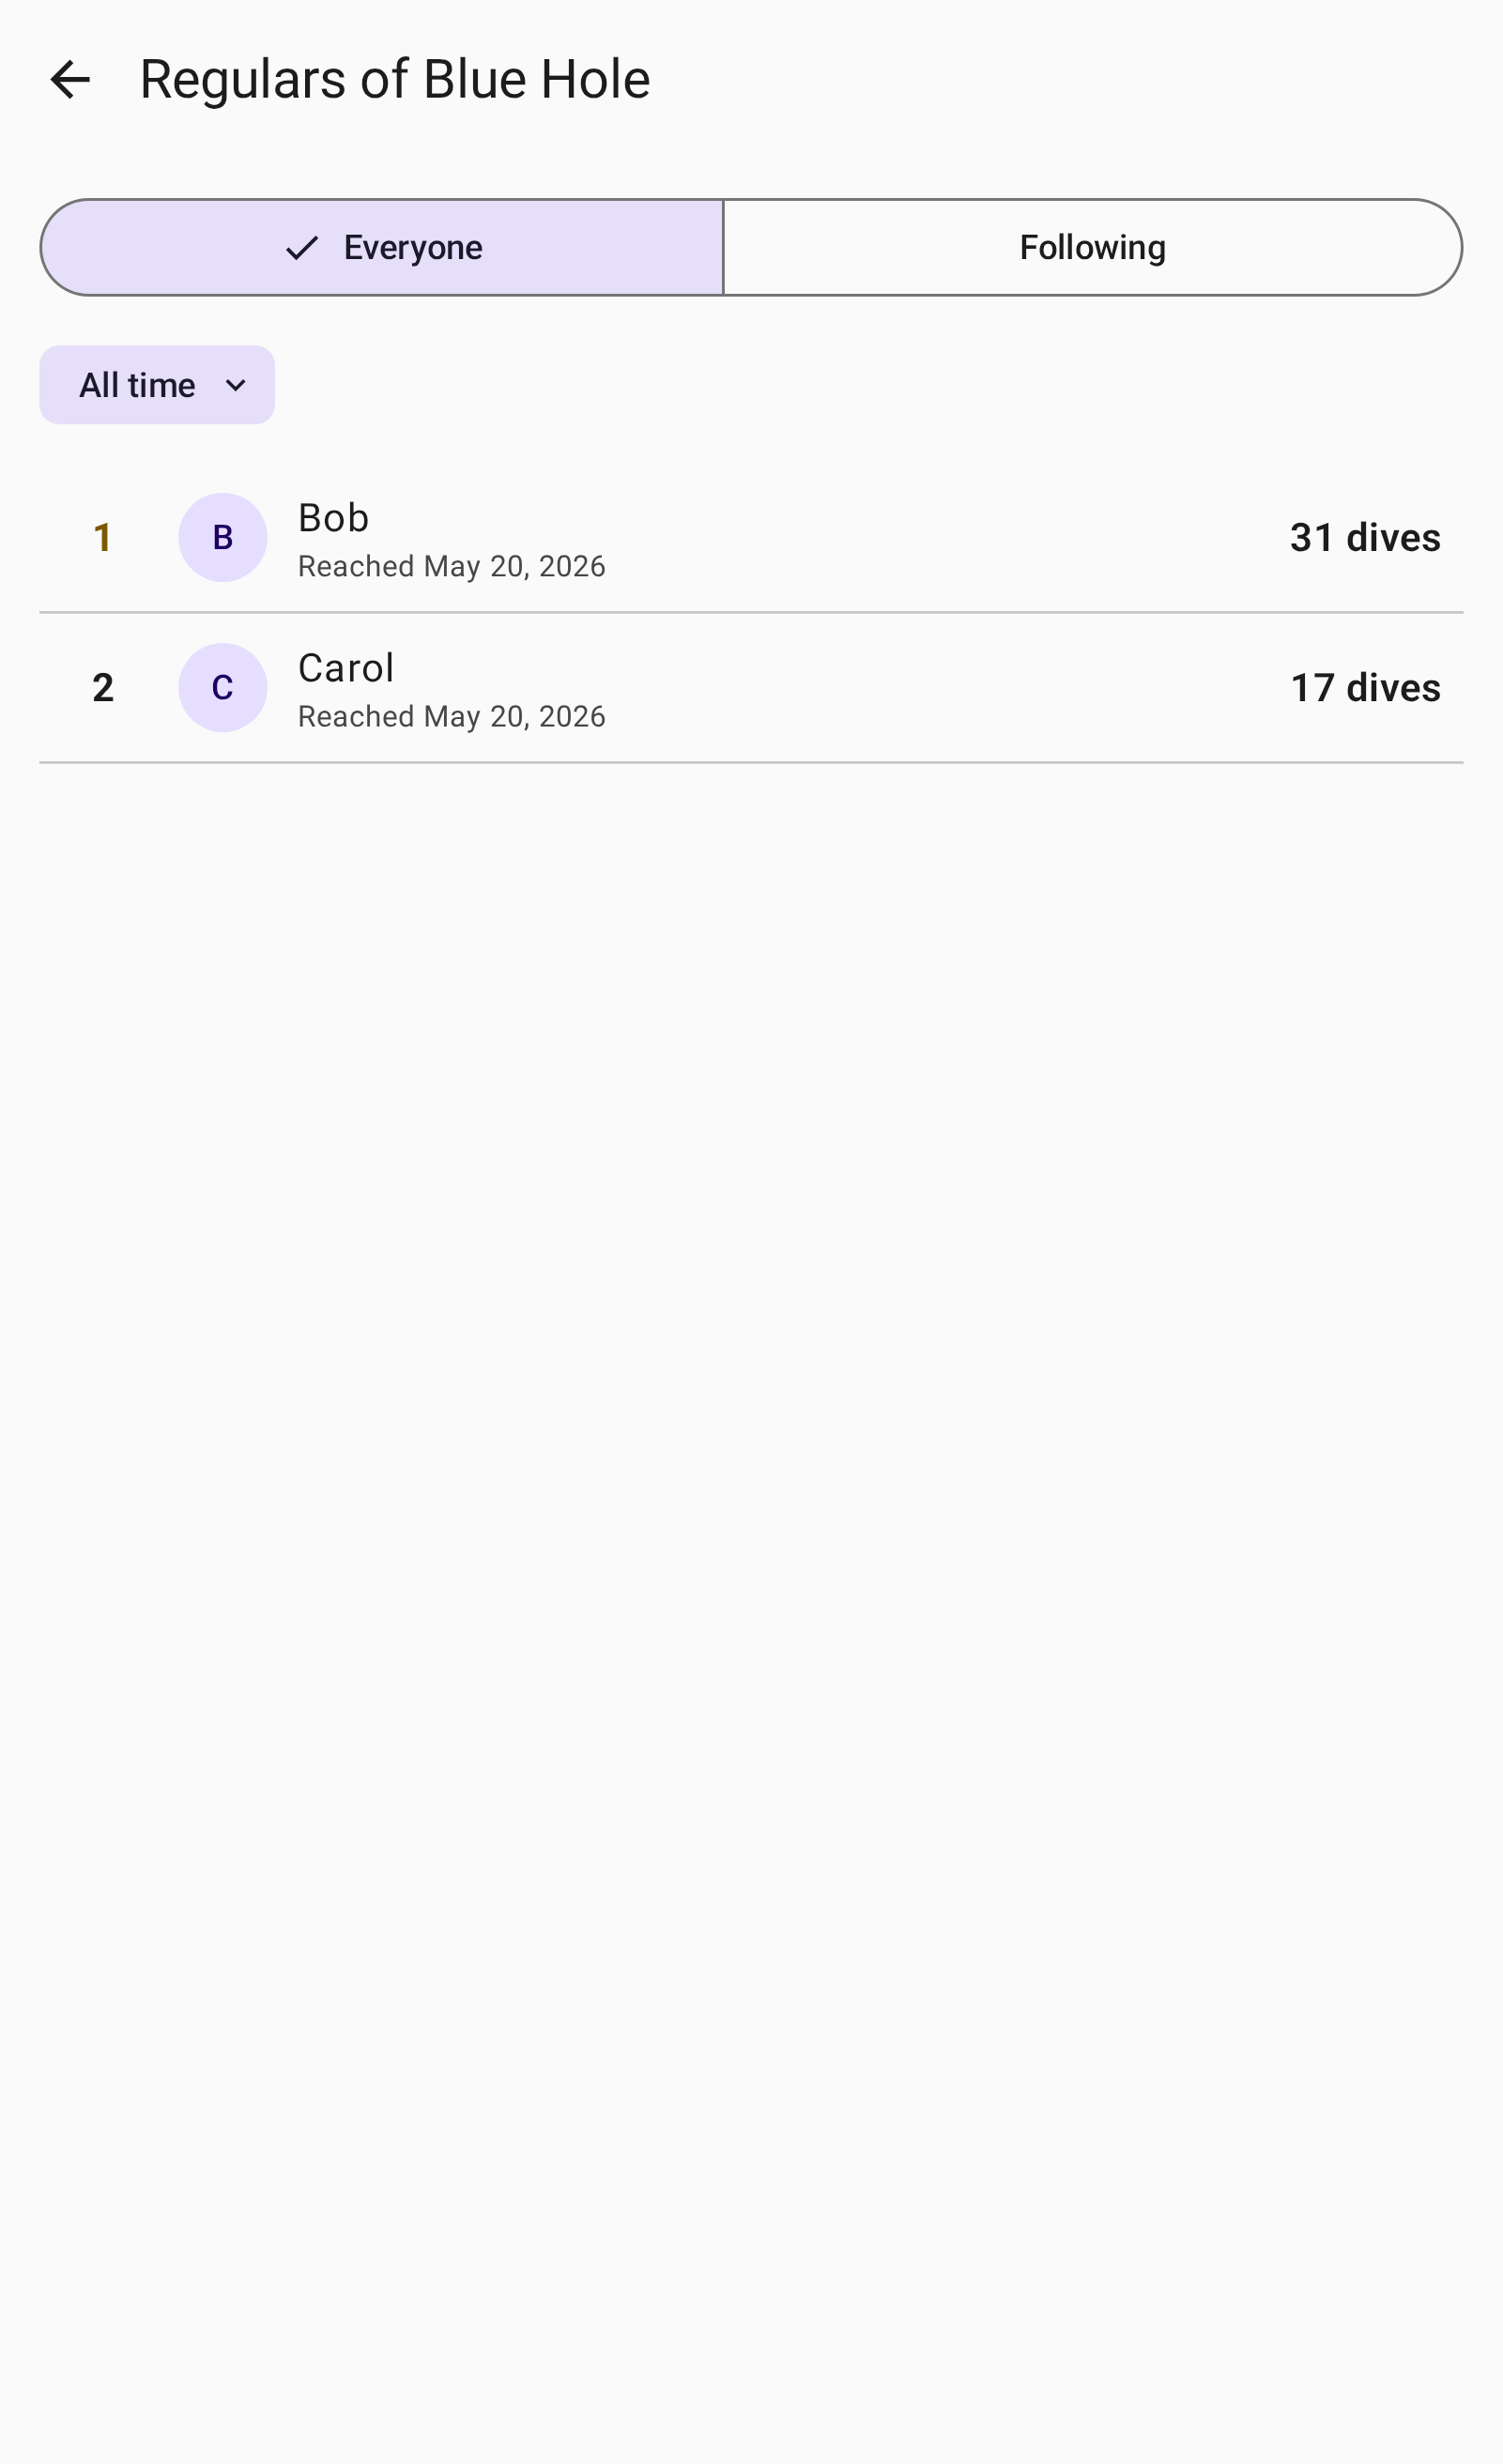 Regulars of Blue Hole
Everyone
Following
All time
1
B
Bob
Reached May 20, 2026
31 dives
2
C
Carol
Reached May 20, 2026
17 dives